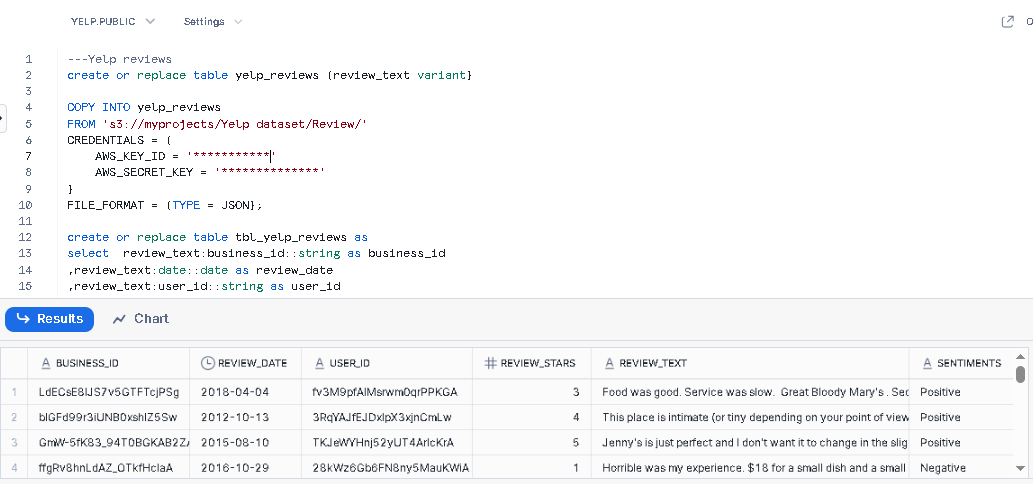 YELP.PUBLIC Settings
1 ---Yelp reviews
2 create or replace table yelp_reviews (review_text variant)
3
4 COPY INTO yelp_reviews
5 FROM 's3://myprojects/Yelp dataset/Review/'
6 CREDENTIALS = (
7 AWS_KEY_ID = '***********'
8 AWS_SECRET_KEY = '**************'
9 )
10 FILE_FORMAT = (TYPE = JSON);
11
12 create or replace table tbl_yelp_reviews as
13 select review_text:business_id::string as business_id
14 ,review_text:date::date as review_date
15 ,review_text:user_id::string as user_id
Results Chart
BUSINESS_ID REVIEW_DATE USER_ID REVIEW_STARS REVIEW_TEXT SENTIMENTS
1 2018-04-04 fv3M9pfAlMsrwm0qrPPKGA 3 Food was good. Service was slow. Great Bloody Mary's . Sec Positive
2 blGFd99r3iUNB0xshlZ5Sw 2012-10-13 3RqYAJfEJDxlpX3xjnCmLw 4 This place is intimate (or tiny depending on your point of view Positive
3 GmW-5fK83_94T0BGKAB2Z 2015-08-10 TKJeWYHnj52yUT4ArlcKrA 5 Jenny's is just perfect and I don't want it to change in the slig Positive
4 ffgRv8hnLdAZ_QTkfHclaA 2016-10-29 28kWz6Gb6FN8ny5MauKWiA 1 Horrible was my experience. $18 for a small dish and a small Negative